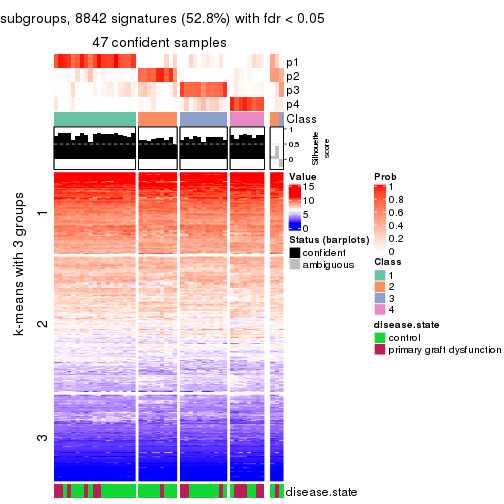 subgroups, 8842 signatures (52.8%) with fdr < 0.05
47 confident samples
p1
p2
p3
p4
Class
1
0.5
0
Silhouette
score
k-means with 3 groups
1
2
3
disease.state
Value
15
10
5
0
Status (barplots)
confident
ambiguous
Prob
1
0.8
0.6
0.4
0.2
0
Class
1
2
3
4
disease.state
control
primary graft dysfunction